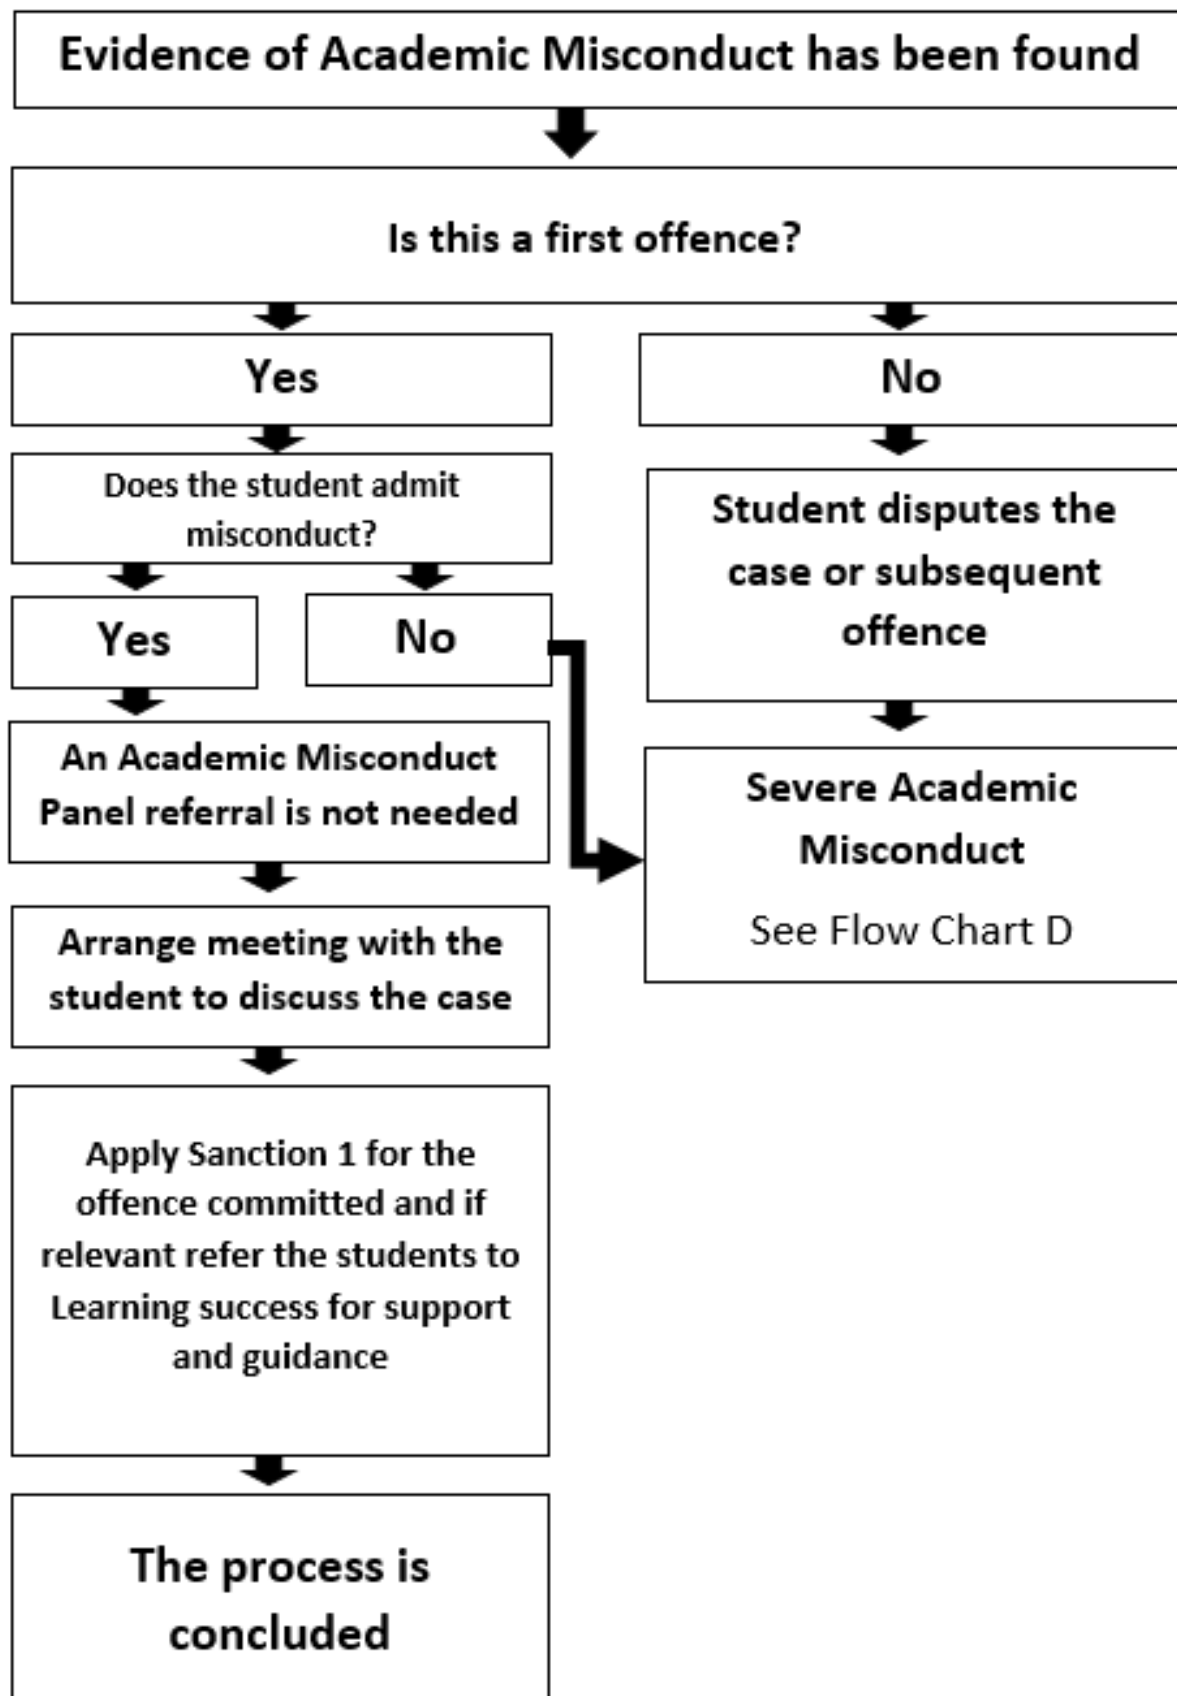 Evidence of Academic Misconduct has been found
Is this a first offence?
Yes
No
Does the student admit
misconduct?
Yes
No
An Academic Misconduct
Panel referral is not needed
Arrange meeting with the
student to discuss the case
Apply Sanction 1 for the
offence committed and if
relevant refer the students to
Learning success for support
and guidance
The process is
concluded
Student disputes the
case or subsequent
offence
Severe Academic
Misconduct
See Flow Chart D